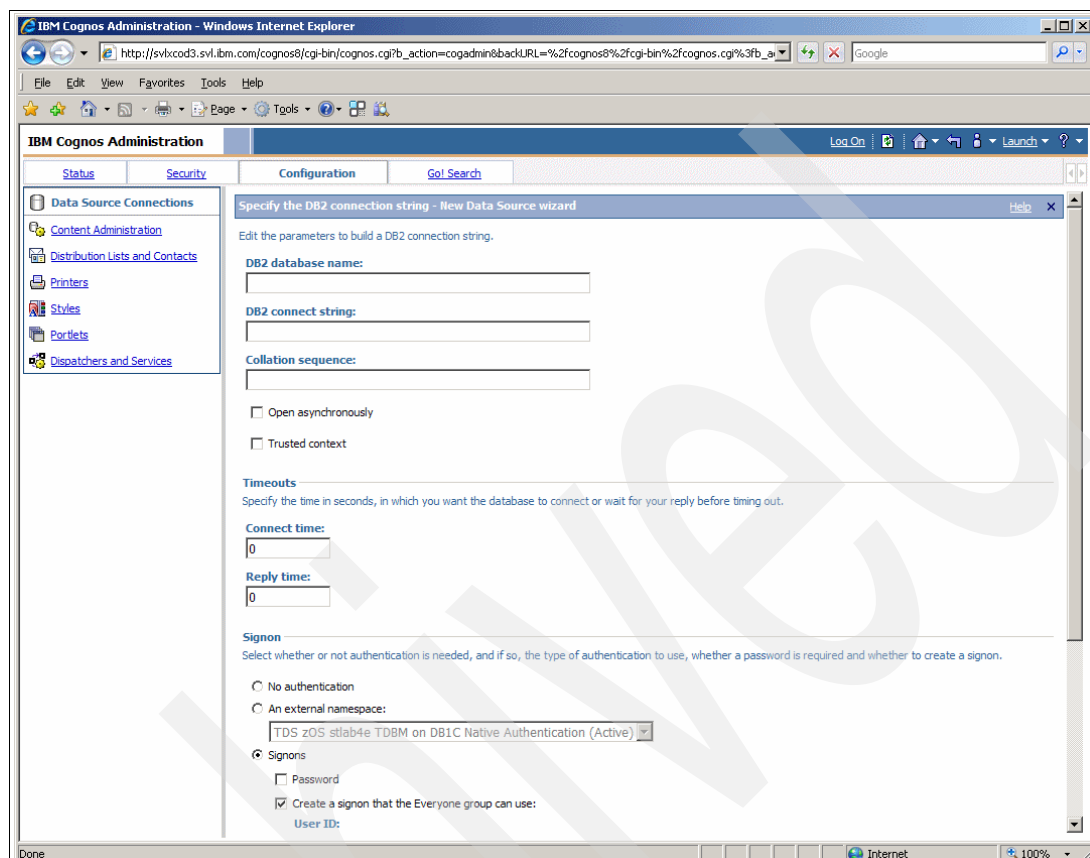 IBM Cognos Administration - Windows Internet Explorer
http://svlxcod3.svl.ibm.com/cognos8/cgi-bin/cognos.cgi?b_action=cogadmin&backURL=%2fcognos8%2fcgi-bin%2fcognos.cgi%3fb_a
Google
File Edit View Favorites Tools Help
Page Tools
IBM Cognos Administration
Log On Launch ?
Status Security Configuration Go! Search
Data Source Connections
Content Administration
Distribution Lists and Contacts
Printers
Styles
Portlets
Dispatchers and Services
Specify the DB2 connection string - New Data Source wizard Help
Edit the parameters to build a DB2 connection string.
DB2 database name:
DB2 connect string:
Collation sequence:
Open asynchronously
Trusted context
Timeouts
Specify the time in seconds, in which you want the database to connect or wait for your reply before timing out.
Connect time:
0
Reply time:
0
Signon
Select whether or not authentication is needed, and if so, the type of authentication to use, whether a password is required and whether to create a signon.
No authentication
An external namespace:
TDS zOS stlab4e TDBM on DB1C Native Authentication (Active)
Signons
Password
Create a signon that the Everyone group can use:
User ID:
Done Internet 100%
hived